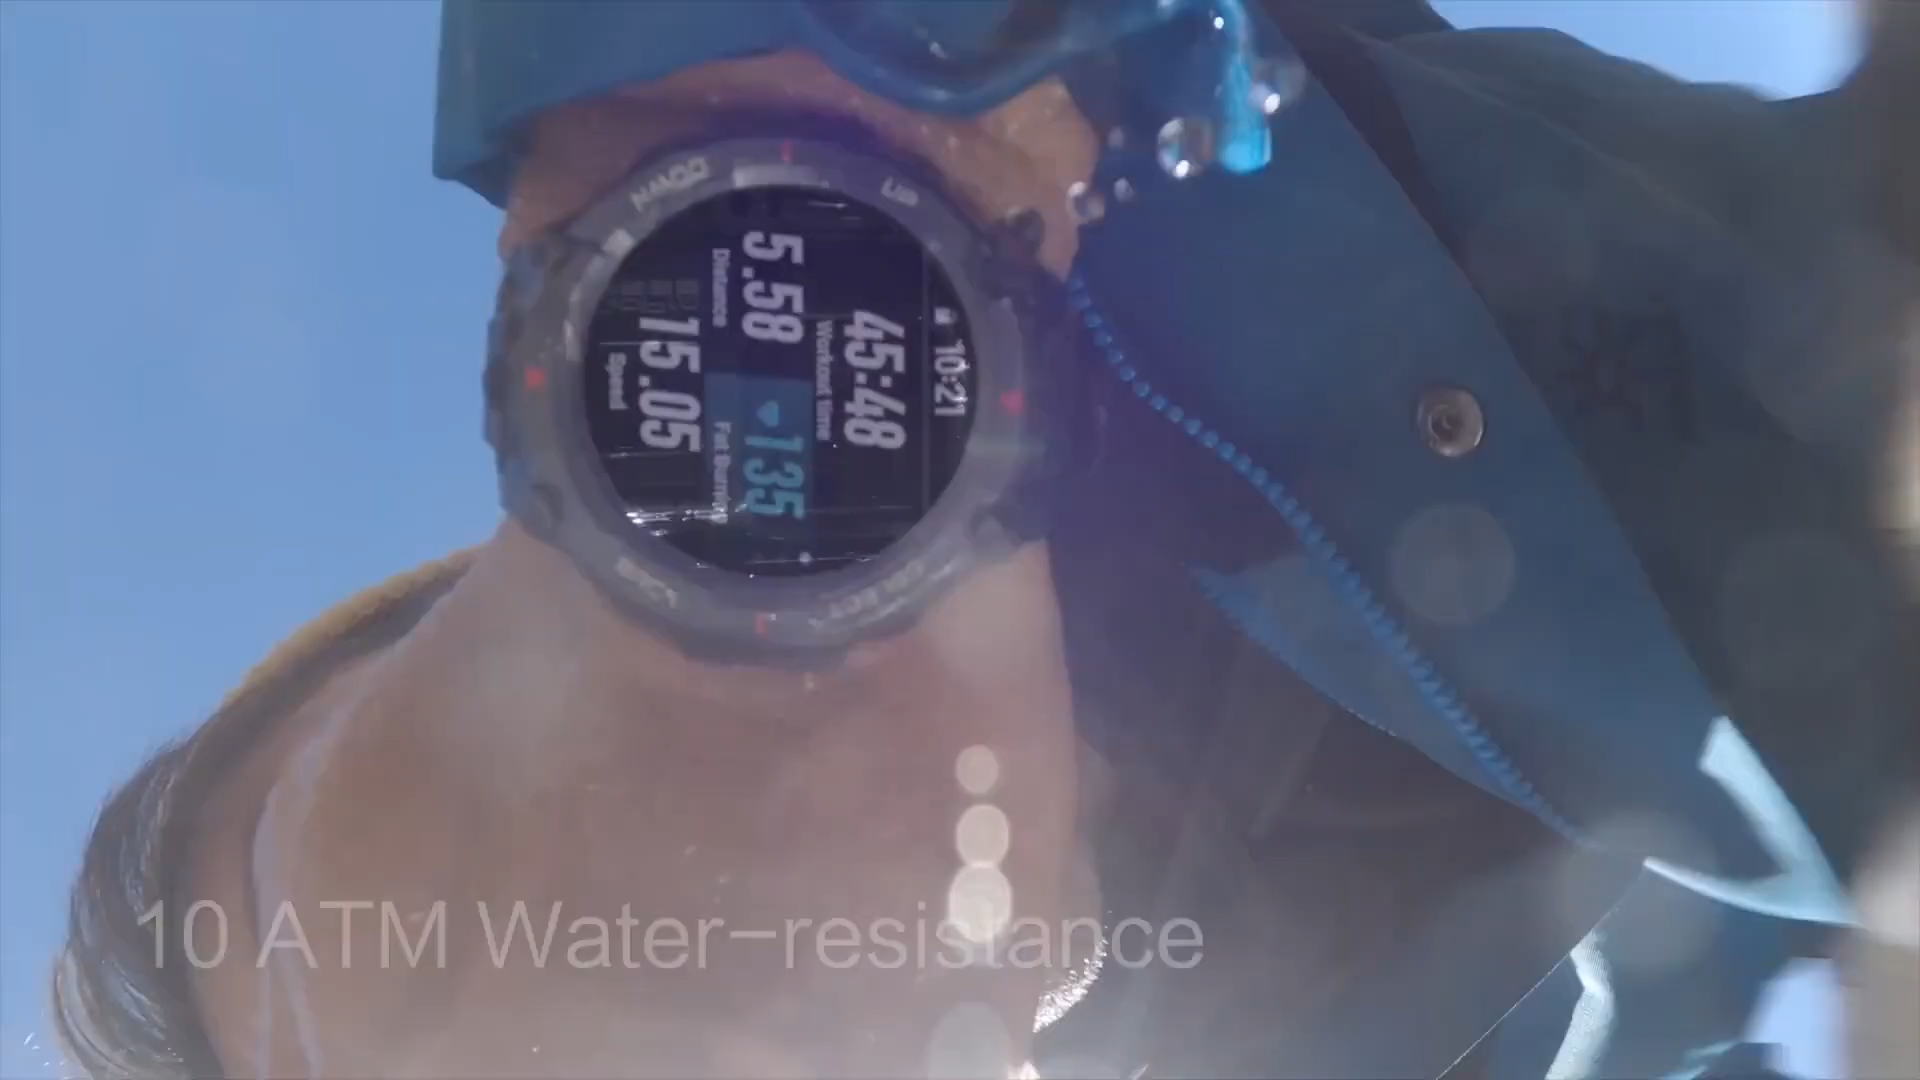 UP
DOWN
10:21
45:48
Workout time
5.58
135
Distance
Fat Burning
15.05
Speed
SELECT
10 ATM Water-resistance